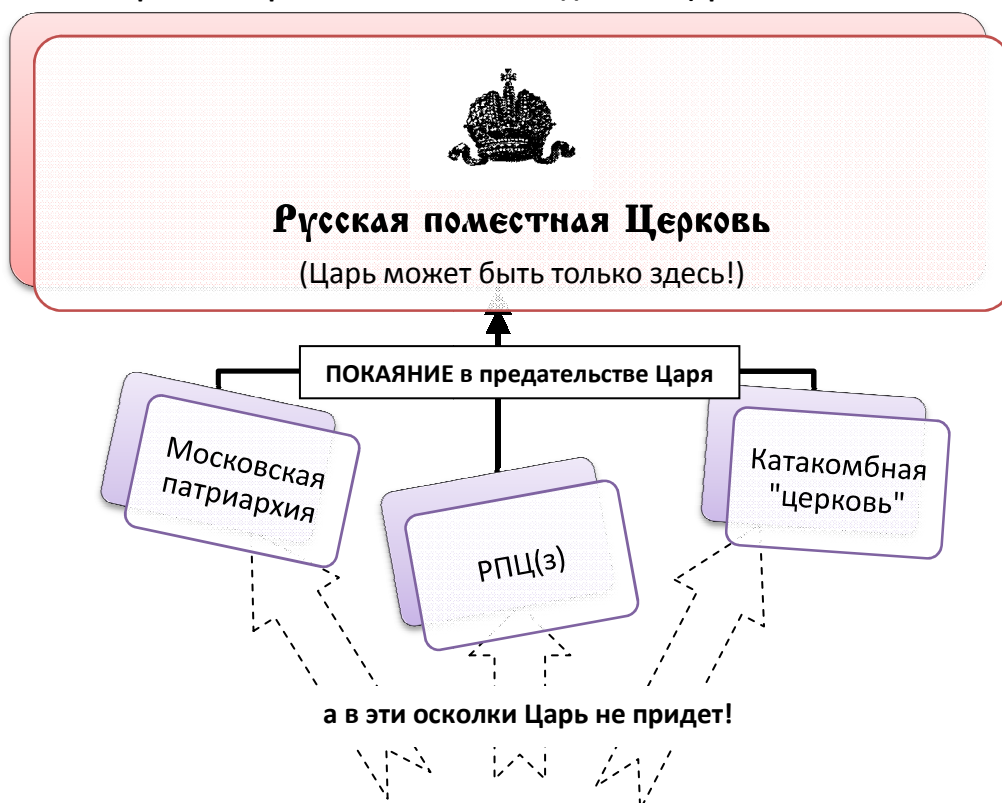 Русская поместная Церковь
(Царь может быть только здесь!)
ПОКАЯНИЕ в предательстве Царя
Московская
патриархия
РПЦ(з)
Катакомбная
"церковь"
а в эти осколки Царь не придет!